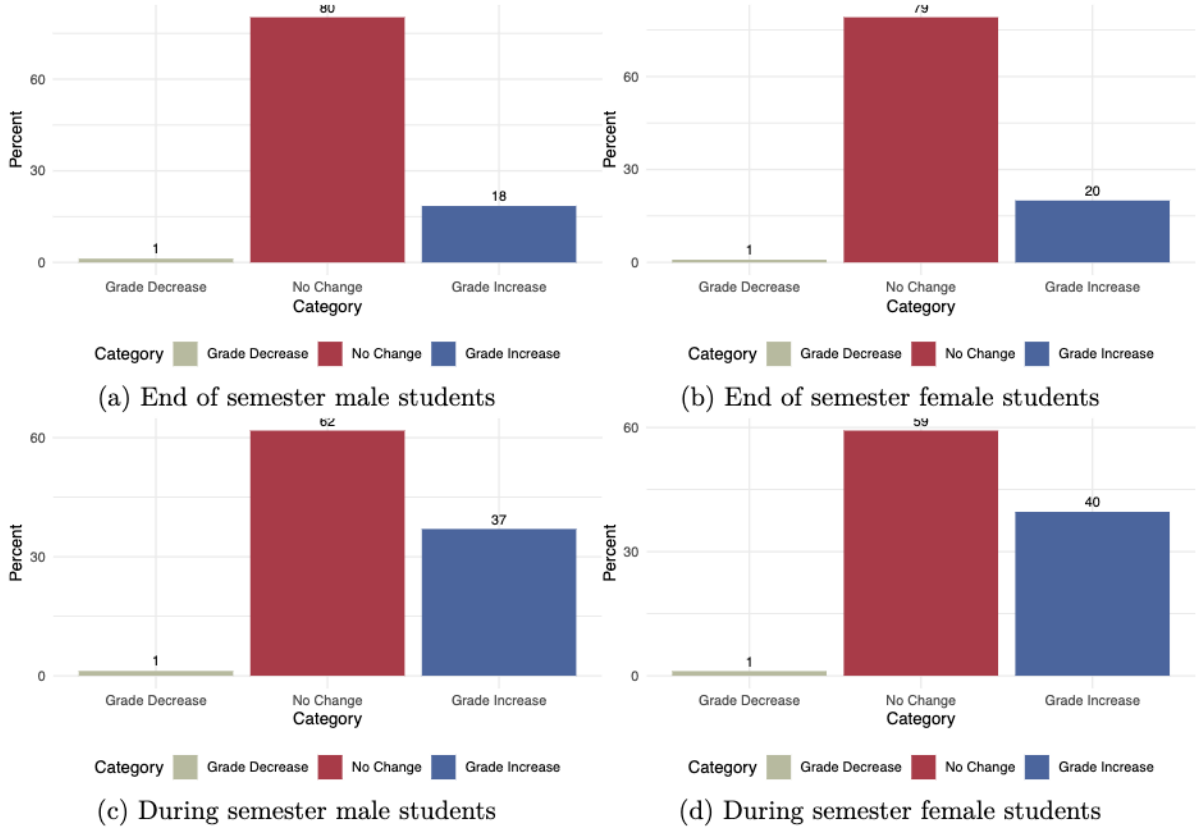 80
60
30
18
1
0
Percent
Grade Decrease No Change Grade Increase
Category
Category Grade Decrease No Change Grade Increase
(a) End of semester male students
79
60
30
20
1
0
Percent
Grade Decrease No Change Grade Increase
Category
Category Grade Decrease No Change Grade Increase
(b) End of semester female students
62
60
37
30
1
0
Percent
Grade Decrease No Change Grade Increase
Category
Category Grade Decrease No Change Grade Increase
(c) During semester male students
59
60
40
30
1
0
Percent
Grade Decrease No Change Grade Increase
Category
Category Grade Decrease No Change Grade Increase
(d) During semester female students